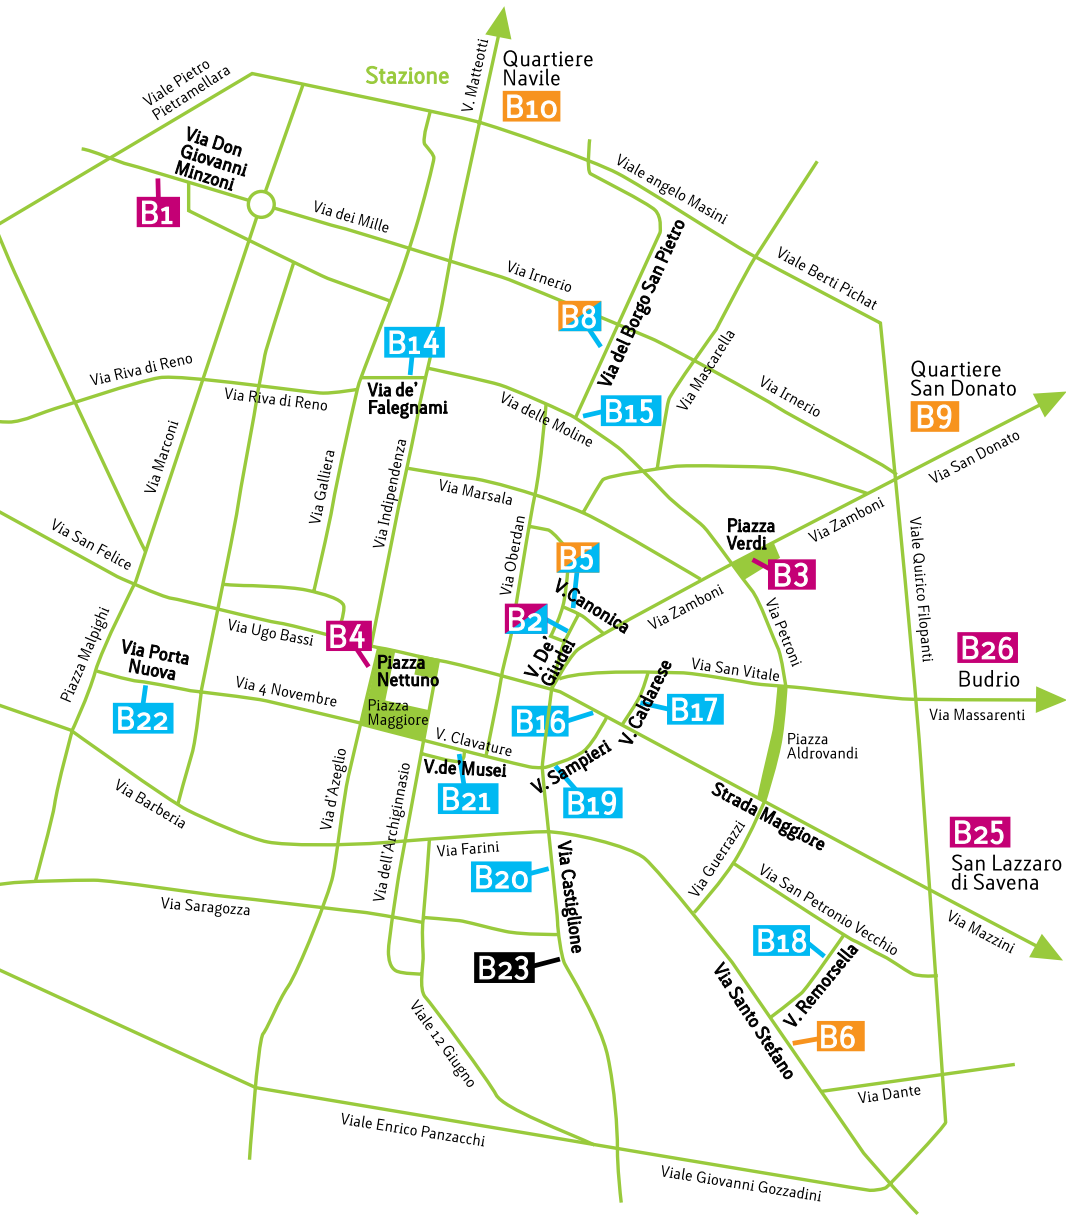 Stazione
V. Matteotti
Quartiere
Navile
B10
Viale Pietro
Pietramellara
Via Don
Giovanni
Minzoni
B1
Via dei Mille
Viale angelo Masini
Viale Berti Pichat
Via Irnerio
B8
Via del Borgo San Pietro
B14
Via de'
Falegnami
Via Riva di Reno
Via Riva di Reno
Via delle Moline
B15
Via Mascarella
Via Irnerio
Quartiere
San Donato
B9
Via San Donato
Via Marconi
Via Galliera
Via Indipendenza
Via Marsala
Via Oberdan
Via San Felice
Piazza
Verdi
B3
Via Zamboni
Viale Quirico Filopanti
B5
V.Canonica
B2
V. De'
Giudei
Via Zamboni
Via Petroni
Piazza Malpighi
Via Ugo Bassi
B4
Piazza
Nettuno
Piazza
Maggiore
Via Porta
Nuova
B22
Via 4 Novembre
Via San Vitale
B26
Budrio
Via Massarenti
B16
V. Caldarese
B17
V. Clavature
V.de'Musei
B21
V. Sampieri
B19
Piazza
Aldrovandi
Strada Maggiore
Via Barberia
Via d'Azeglio
Via dell'Archiginnasio
Via Farini
B20
Via Castiglione
Via Guerrazzi
Via San Petronio Vecchio
B25
San Lazzaro
di Savena
Via Mazzini
Via Saragozza
B23
B18
V. Remorsella
Via Santo Stefano
B6
Viale 12 Giugno
Via Dante
Viale Enrico Panzacchi
Viale Giovanni Gozzadini